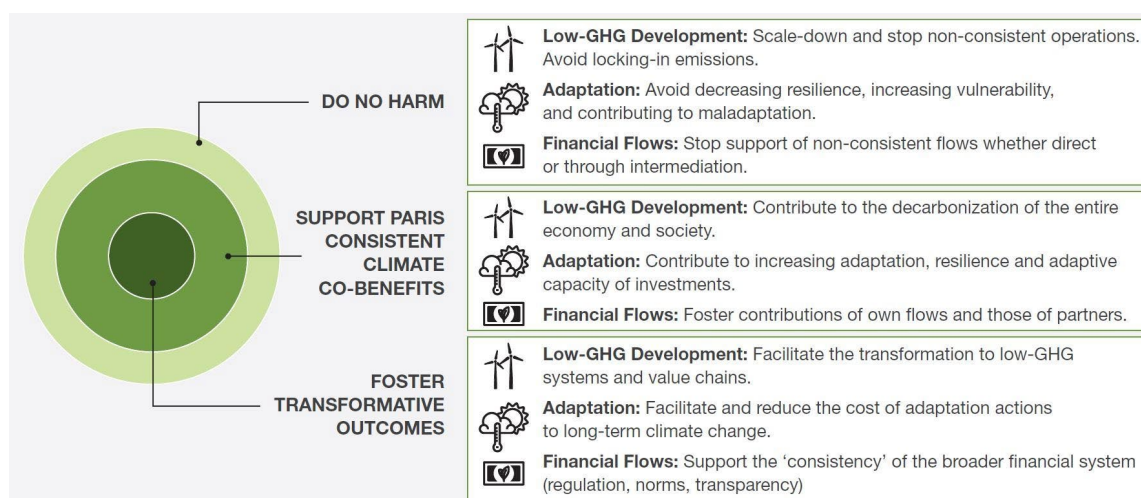 DO NO HARM
Low-GHG Development: Scale-down and stop non-consistent operations.
Avoid locking-in emissions.
Adaptation: Avoid decreasing resilience, increasing vulnerability,
and contributing to maladaptation.
Financial Flows: Stop support of non-consistent flows whether direct
or through intermediation.
SUPPORT PARIS
CONSISTENT
CLIMATE
CO-BENEFITS
Low-GHG Development: Contribute to the decarbonization of the entire
economy and society.
Adaptation: Contribute to increasing adaptation, resilience and adaptive
capacity of investments.
Financial Flows: Foster contributions of own flows and those of partners.
FOSTER
TRANSFORMATIVE
OUTCOMES
Low-GHG Development: Facilitate the transformation to low-GHG
systems and value chains.
Adaptation: Facilitate and reduce the cost of adaptation actions
to long-term climate change.
Financial Flows: Support the ‘consistency’ of the broader financial system
(regulation, norms, transparency)